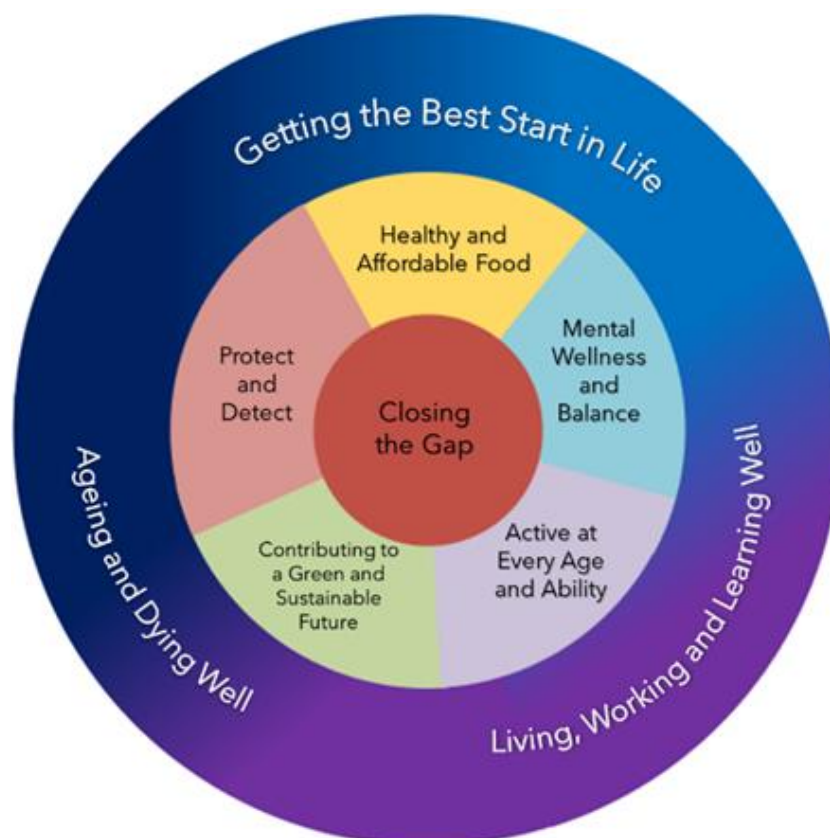 Getting the Best Start in Life
Healthy and
Affordable Food
Mental
Wellness
and
Balance
Protect
and
Detect
Closing
the Gap
Active at
Every Age
and Ability
Contributing to
a Green and
Sustainable
Future
Ageing and Dying Well
Living, Working and Learning Well